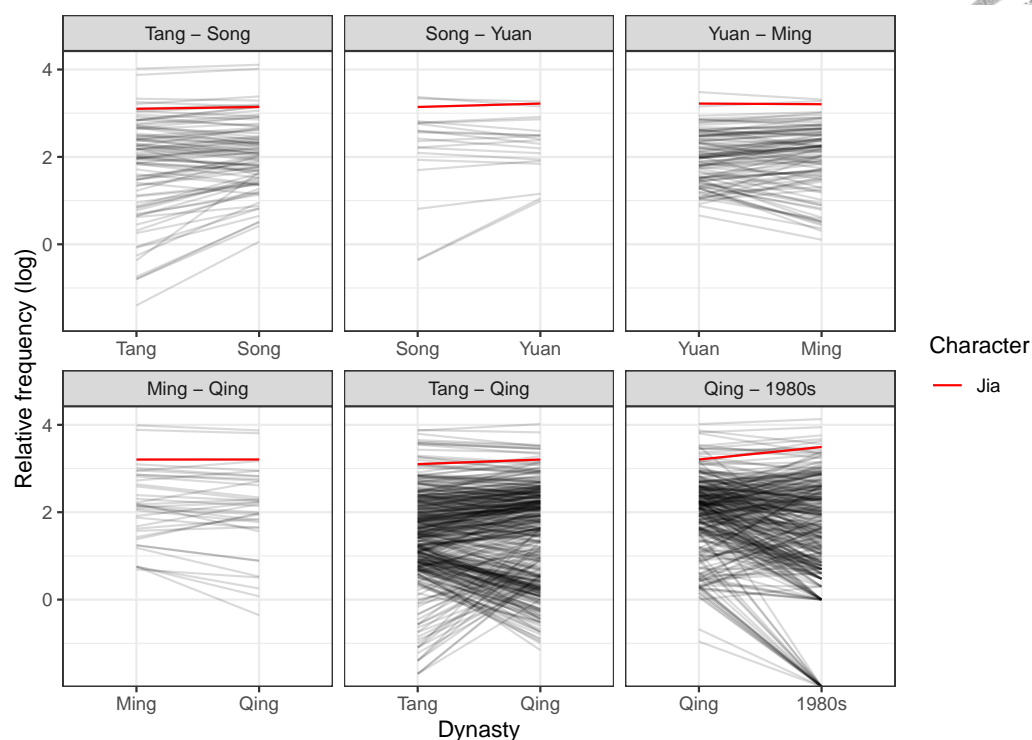 Tang − Song
Song − Yuan
Yuan − Ming
4
2
0
Tang
Song
Song
Yuan
Yuan
Ming
Relative frequency (log)
Character
Jia
Ming − Qing
Tang − Qing
Qing − 1980s
4
2
0
Ming
Qing
Tang
Qing
Qing
1980s
Dynasty